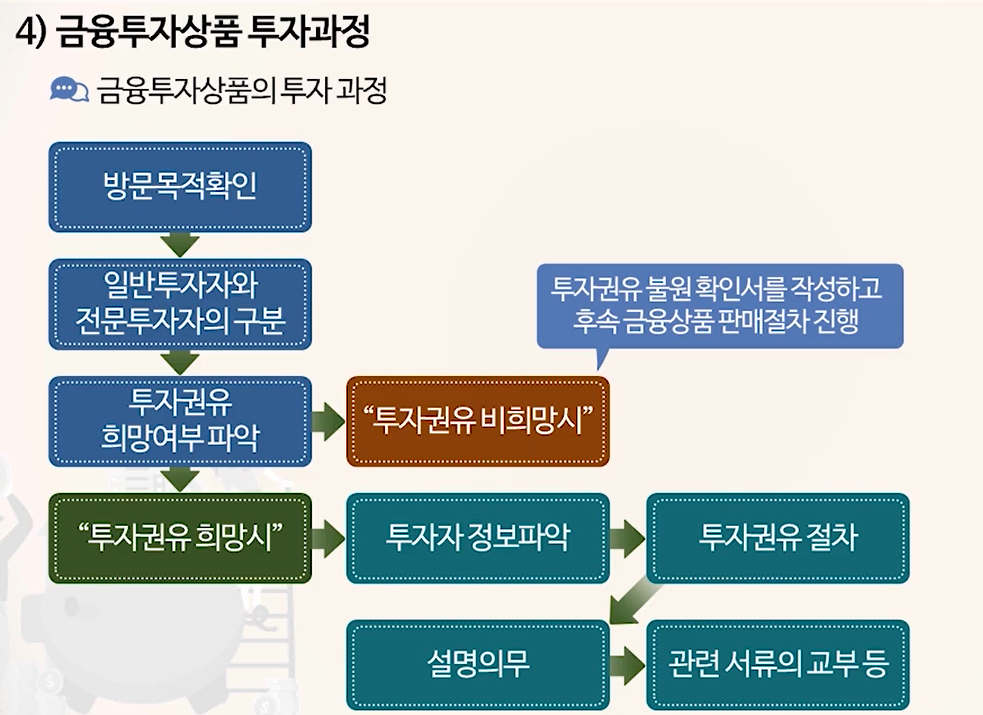 4) 금융투자상품 투자과정
금융투자상품의 투자 과정
방문목적확인
일반투자자와
전문투자자의 구분
투자권유 불원 확인서를 작성하고
후속 금융상품 판매절차 진행
투자권유
희망여부 파악
“투자권유 비희망시”
“투자권유 희망시”
투자자 정보파악
투자권유 절차
설명의무
관련 서류의 교부 등